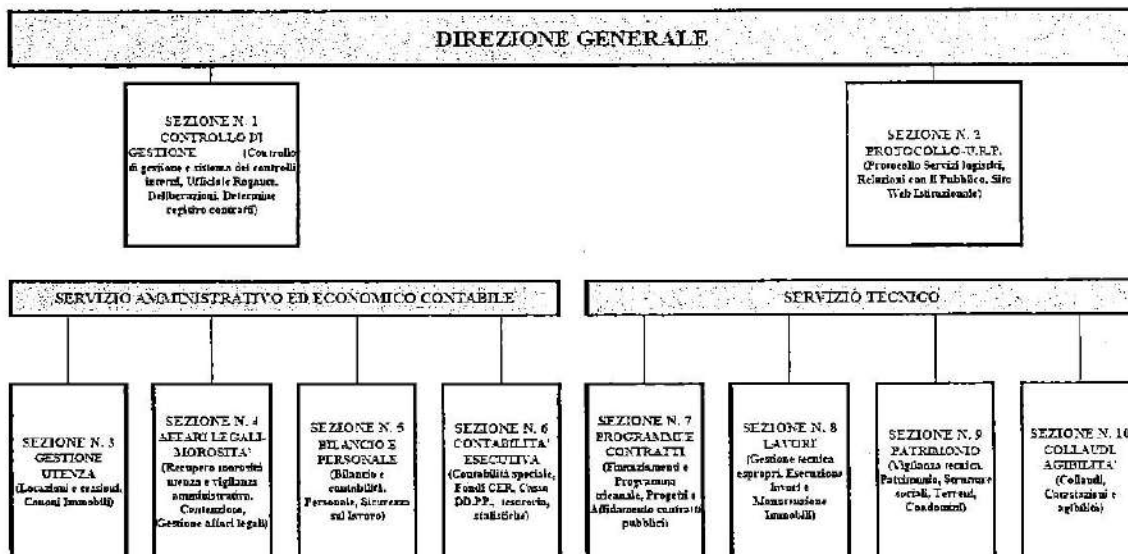 DIREZIONE GENERALE
SEZIONE N. 1
CONTROLLO DI
GESTIONE (Controllo
di gestione e sistema dei controlli
interni, Ufficiale Rogante,
Deliberazioni, Determine
registro contratti)
SEZIONE N. 2
PROTOCOLLO-U.R.P.
(Protocollo Servizi logistici,
Relazioni con il Pubblico, Sito
Web Istituzionale)
SERVIZIO AMMINISTRATIVO ED ECONOMICO CONTABILE
SERVIZIO TECNICO
SEZIONE N. 3
GESTIONE
UTENZA
(Locazioni e cessioni,
Canoni Immobili)
SEZIONE N. 4
AFFARI LEGALI-
MOROSITA'
(Recupero morosità
utenza e vigilanza
amministrativa,
Contenzioso,
Gestione affari legali)
SEZIONE N. 5
BILANCIO E
PERSONALE
(Bilancio e
contabilità,
Personale, Sicurezza
sul lavoro)
SEZIONE N. 6
CONTABILITA'
ESECUTIVA
(Contabilità speciale,
Fondi CER, Cassa
DD.PP., tesoreria,
statistiche)
SEZIONE N. 7
PROGRAMMI E
CONTRATTI
(Finanziamenti e
Programma
triennale, Progetti e
Affidamento contratti
pubblici)
SEZIONE N. 8
LAVORI
(Gestione tecnica
espropri, Esecuzione
lavori e
Manutenzione
Immobili)
SEZIONE N. 9
PATRIMONIO
(Vigilanza tecnica,
Patrimonio, Strutture
sociali, Terreni,
Condomini)
SEZIONE N. 10
COLLAUDI,
AGIBILITA'
(Collaudi,
Catastazioni e
agibilità)